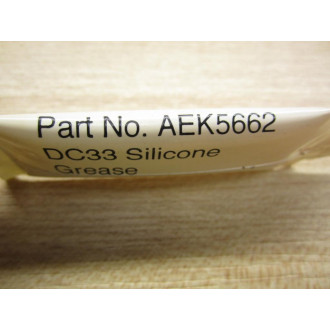 Part No. AEK5662
DC33 Silicone
Grease